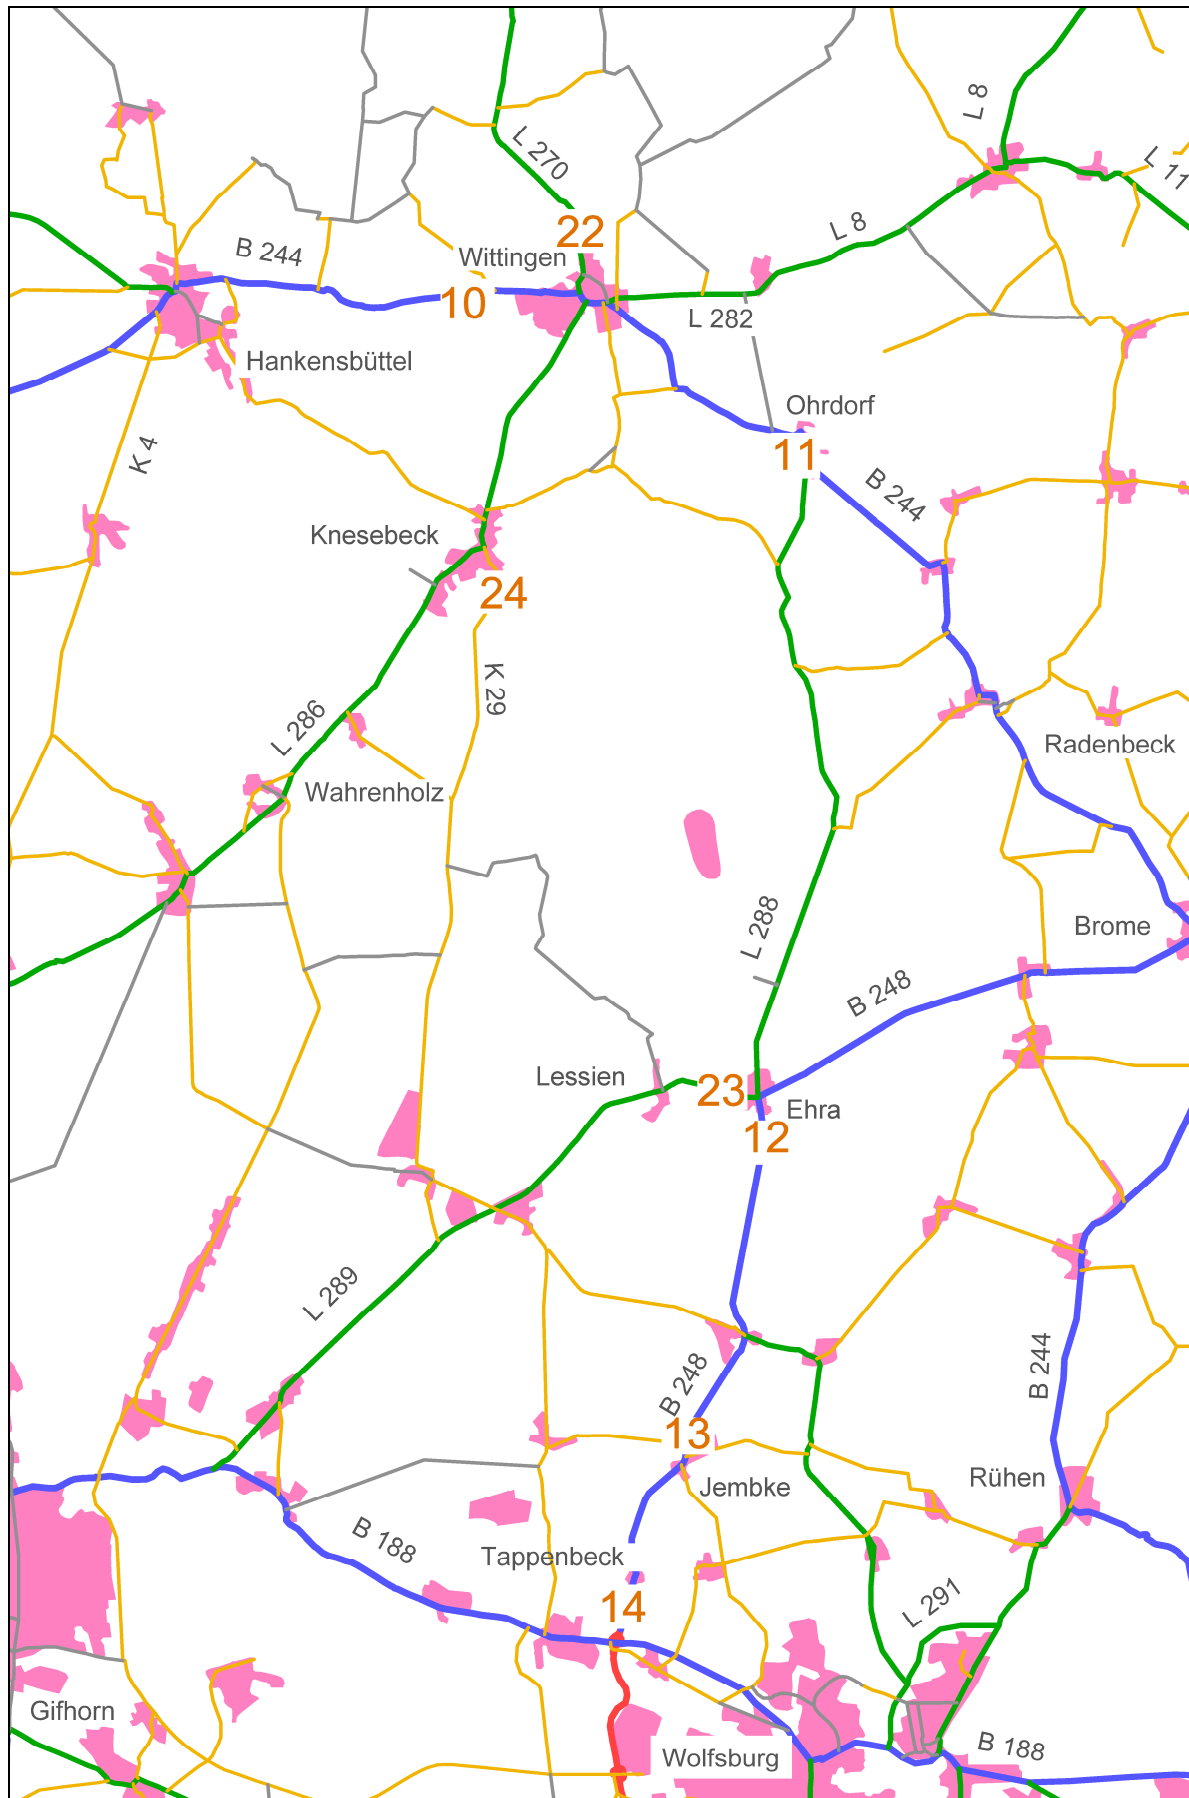 L 8
L 270
L 11
22
L 8
B 244
Wittingen
10
L 282
Hankensbüttel
Ohrdorf
K 4
11
B 244
Knesebeck
24
K 29
L 286
Radenbeck
Wahrenholz
L 288
Brome
B 248
Lessien
23
Ehra
12
L 289
B 244
B 248
13
Rühen
Jembke
B 188
Tappenbeck
14
L 291
Gifhorn
B 188
Wolfsburg